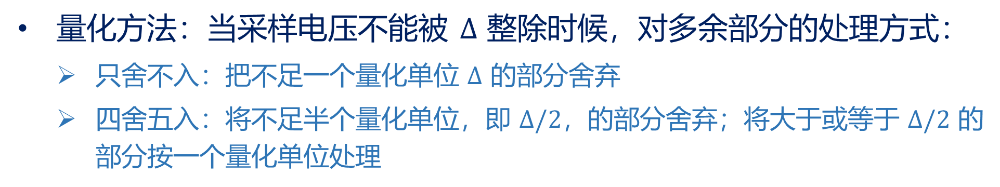 • 量化方法：当采样电压不能被 Δ 整除时候，对多余部分的处理方式：
➢ 只舍不入：把不足一个量化单位 Δ 的部分舍弃
➢ 四舍五入：将不足半个量化单位，即 Δ/2，的部分舍弃；将大于或等于 Δ/2 的
部分按一个量化单位处理